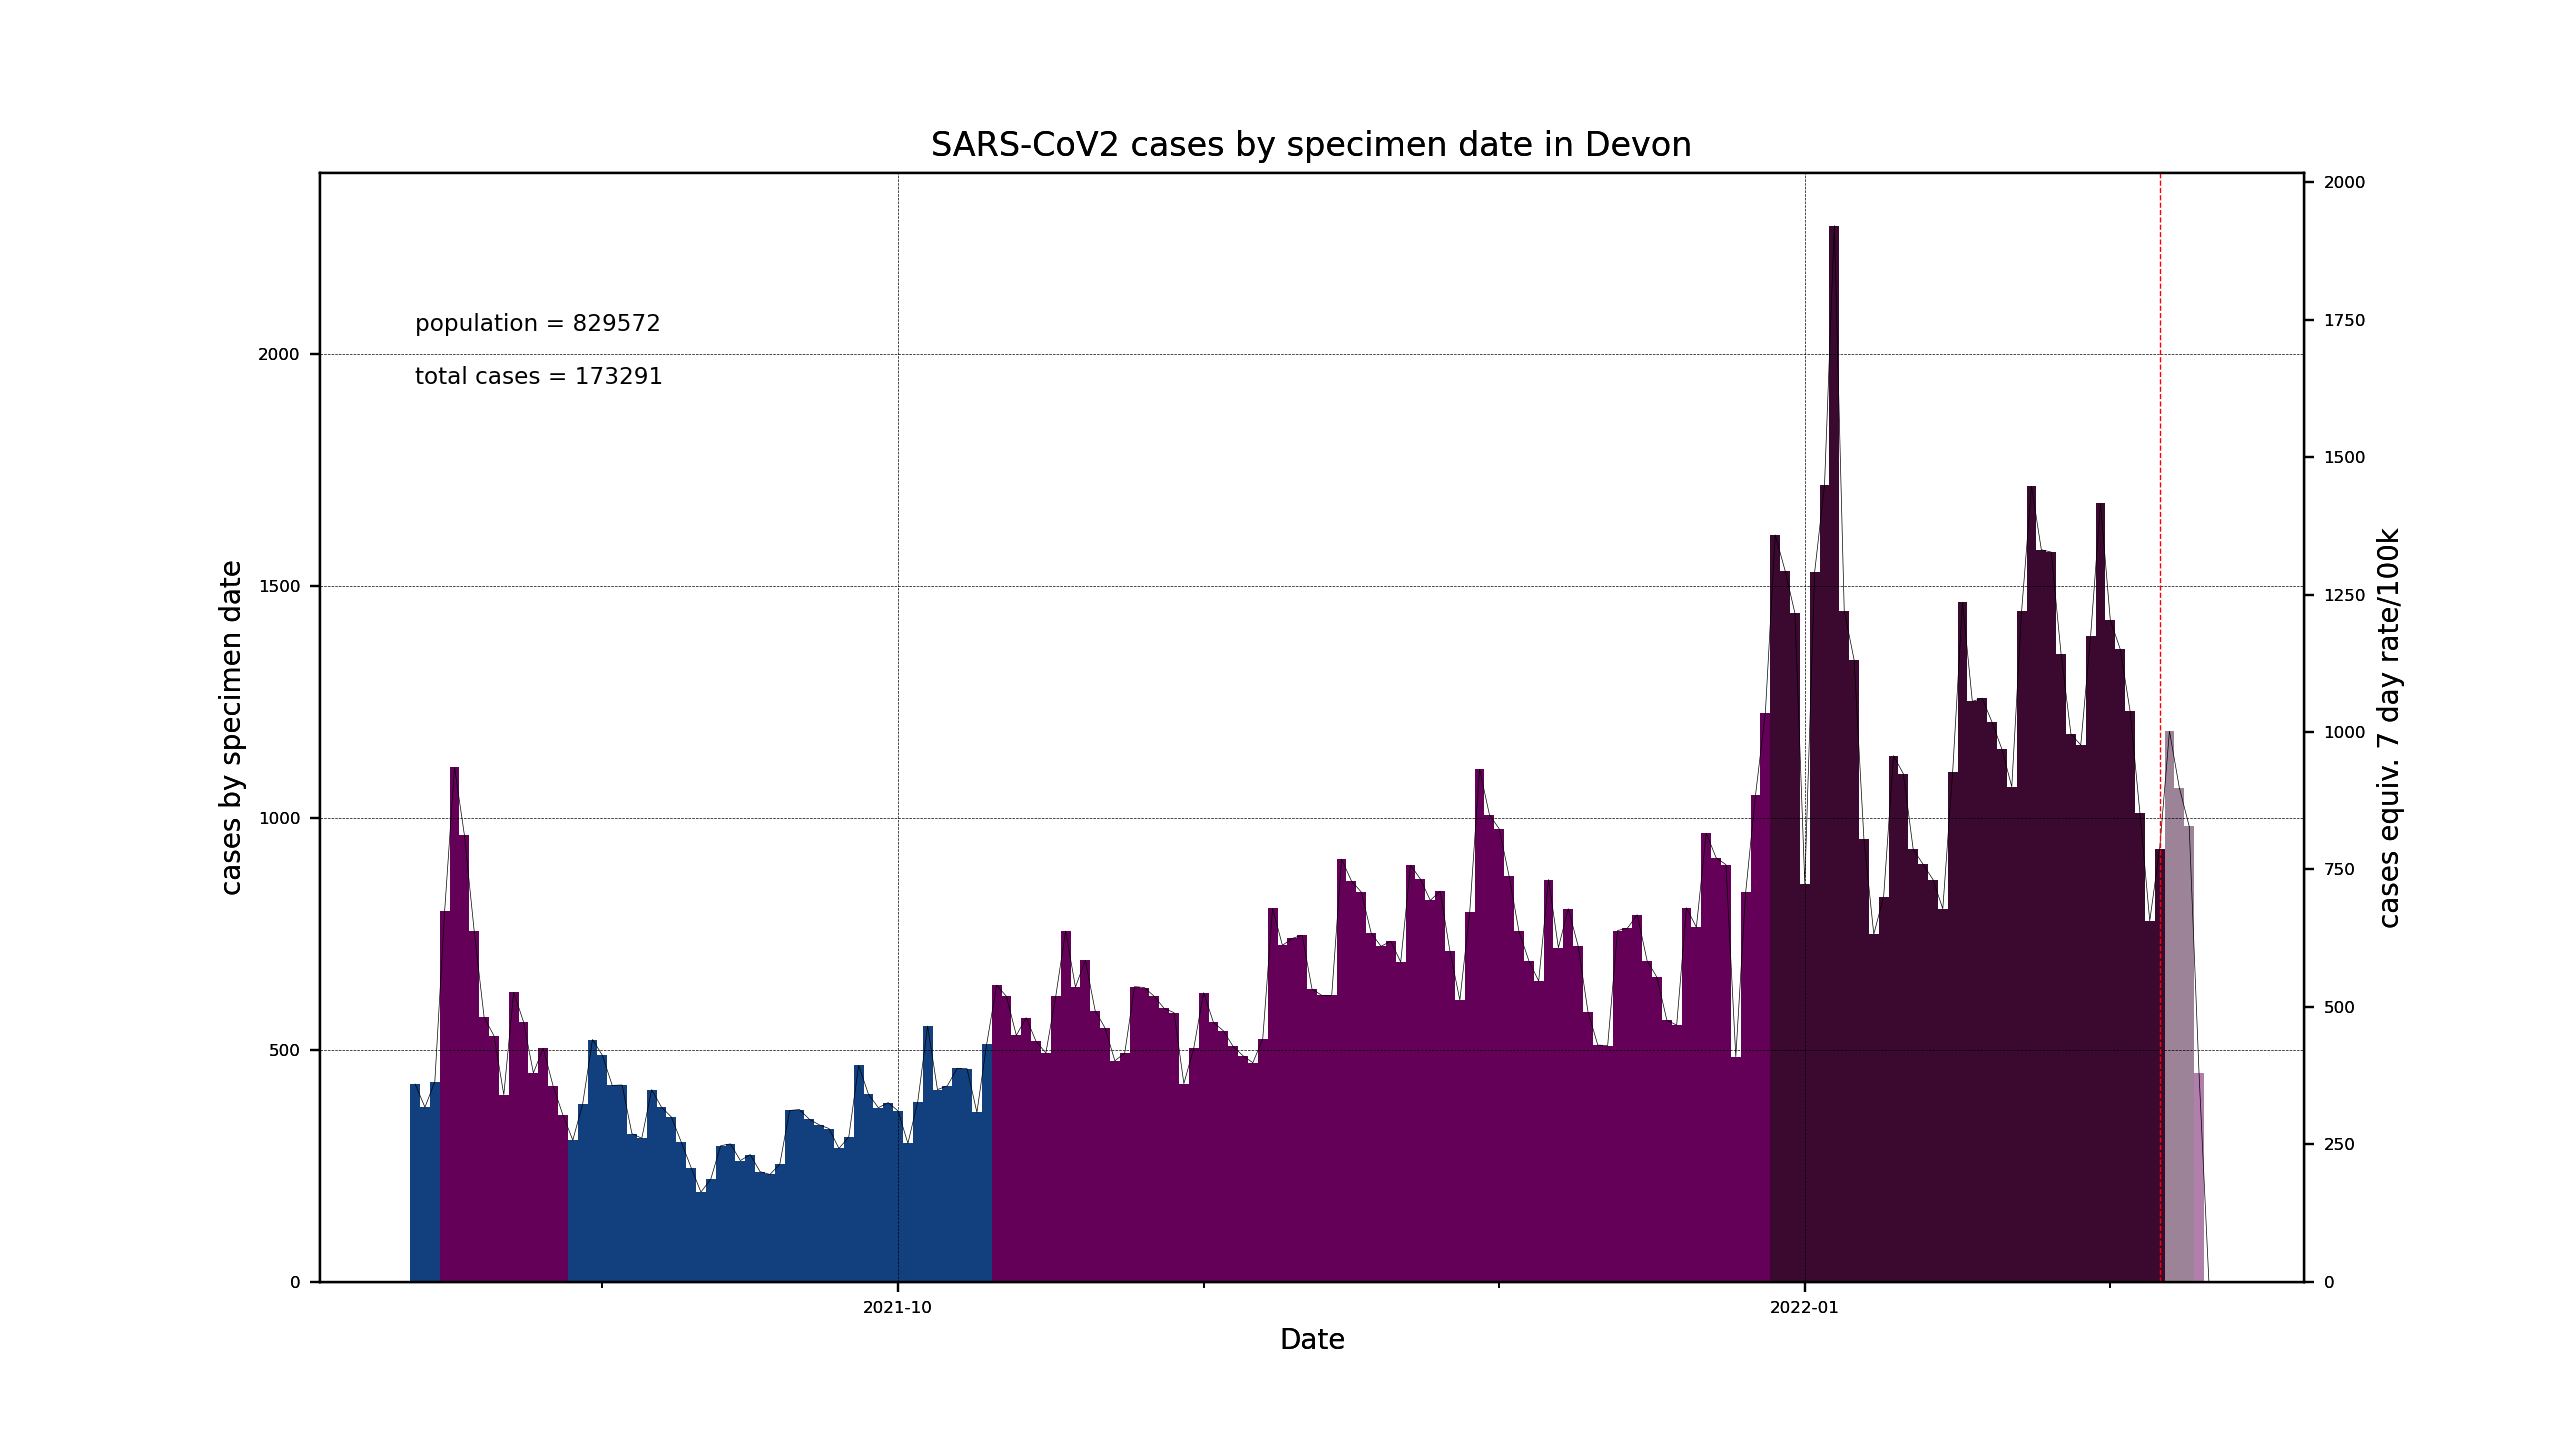 SARS-CoV2 cases by specimen date in Devon
population = 829572
total cases = 173291
cases by specimen date
2000
1500
1000
500
0
2021-10
2022-01
Date
2000
1750
1500
1250
1000
750
500
250
0
cases equiv. 7 day rate/100k